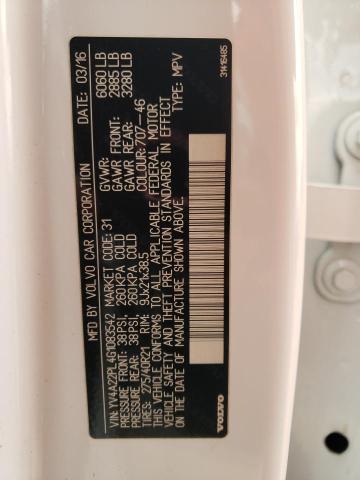 MFD BY VOLVO CAR CORPORATION DATE: 03/16
GVWR: 6060 LB
GAWR FRONT: 2885 LB
GAWR REAR: 3280 LB
VIN: YV4A22PL4G1083542 MARKET CODE: 31 COLOUR: 707--46
PRESSURE FRONT: 38PSI, 260KPA COLD
PRESSURE REAR: 38PSI, 260KPA COLD
TIRES: 275/40R21 RIM: 9JX21X38.5 TYPE: MPV
THIS VEHICLE CONFORMS TO ALL APPLICABLE FEDERAL MOTOR
VEHICLE SAFETY AND THEFT PREVENTION STANDARDS IN EFFECT
ON THE DATE OF MANUFACTURE SHOWN ABOVE.
VOLVO 31416485